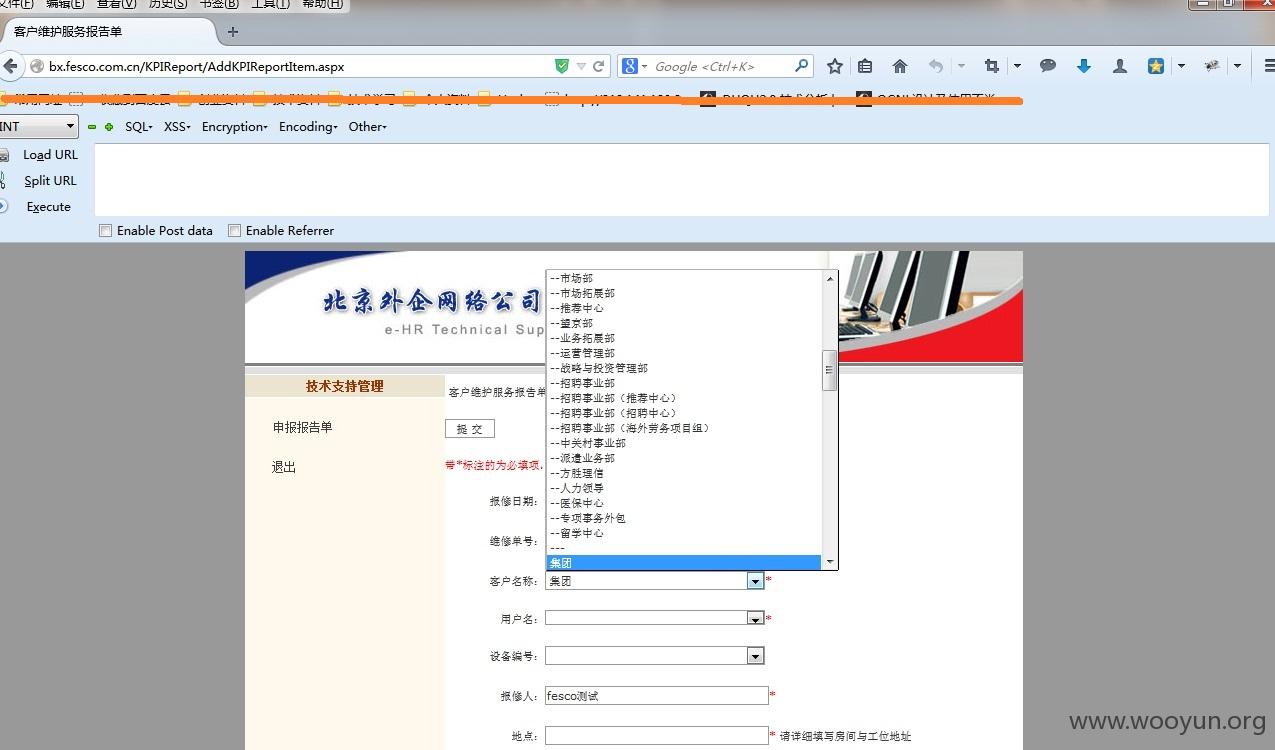 文件(F) 编辑(E) 查看(V) 历史(S) 书签(B) 工具(T) 帮助(H)
客户维护服务报告单
bx.fesco.com.cn/KPIReport/AddKPIReportItem.aspx
Google <Ctrl+K>
INT SQL XSS Encryption Encoding Other
Load URL
Split URL
Execute
Enable Post data Enable Referrer
北京外企网络公司
e-HR Technical Sup
技术支持管理
申报报告单
退出
客户维护服务报告单
提 交
带*标注的为必填项.
报修日期:
维修单号:
--市场部
--市场拓展部
--推荐中心
--望京部
--业务拓展部
--运营管理部
--战略与投资管理部
--招聘事业部
--招聘事业部（推荐中心）
--招聘事业部（招聘中心）
--招聘事业部（海外劳务项目组）
--中关村事业部
--派遣业务部
--方胜理信
--人力领导
--医保中心
--专项事务外包
--留学中心
---
集团
客户名称: 集团 *
用户名: *
设备编号:
报修人: fesco测试 *
地点: * 请详细填写房间与工位地址
www.wooyun.org